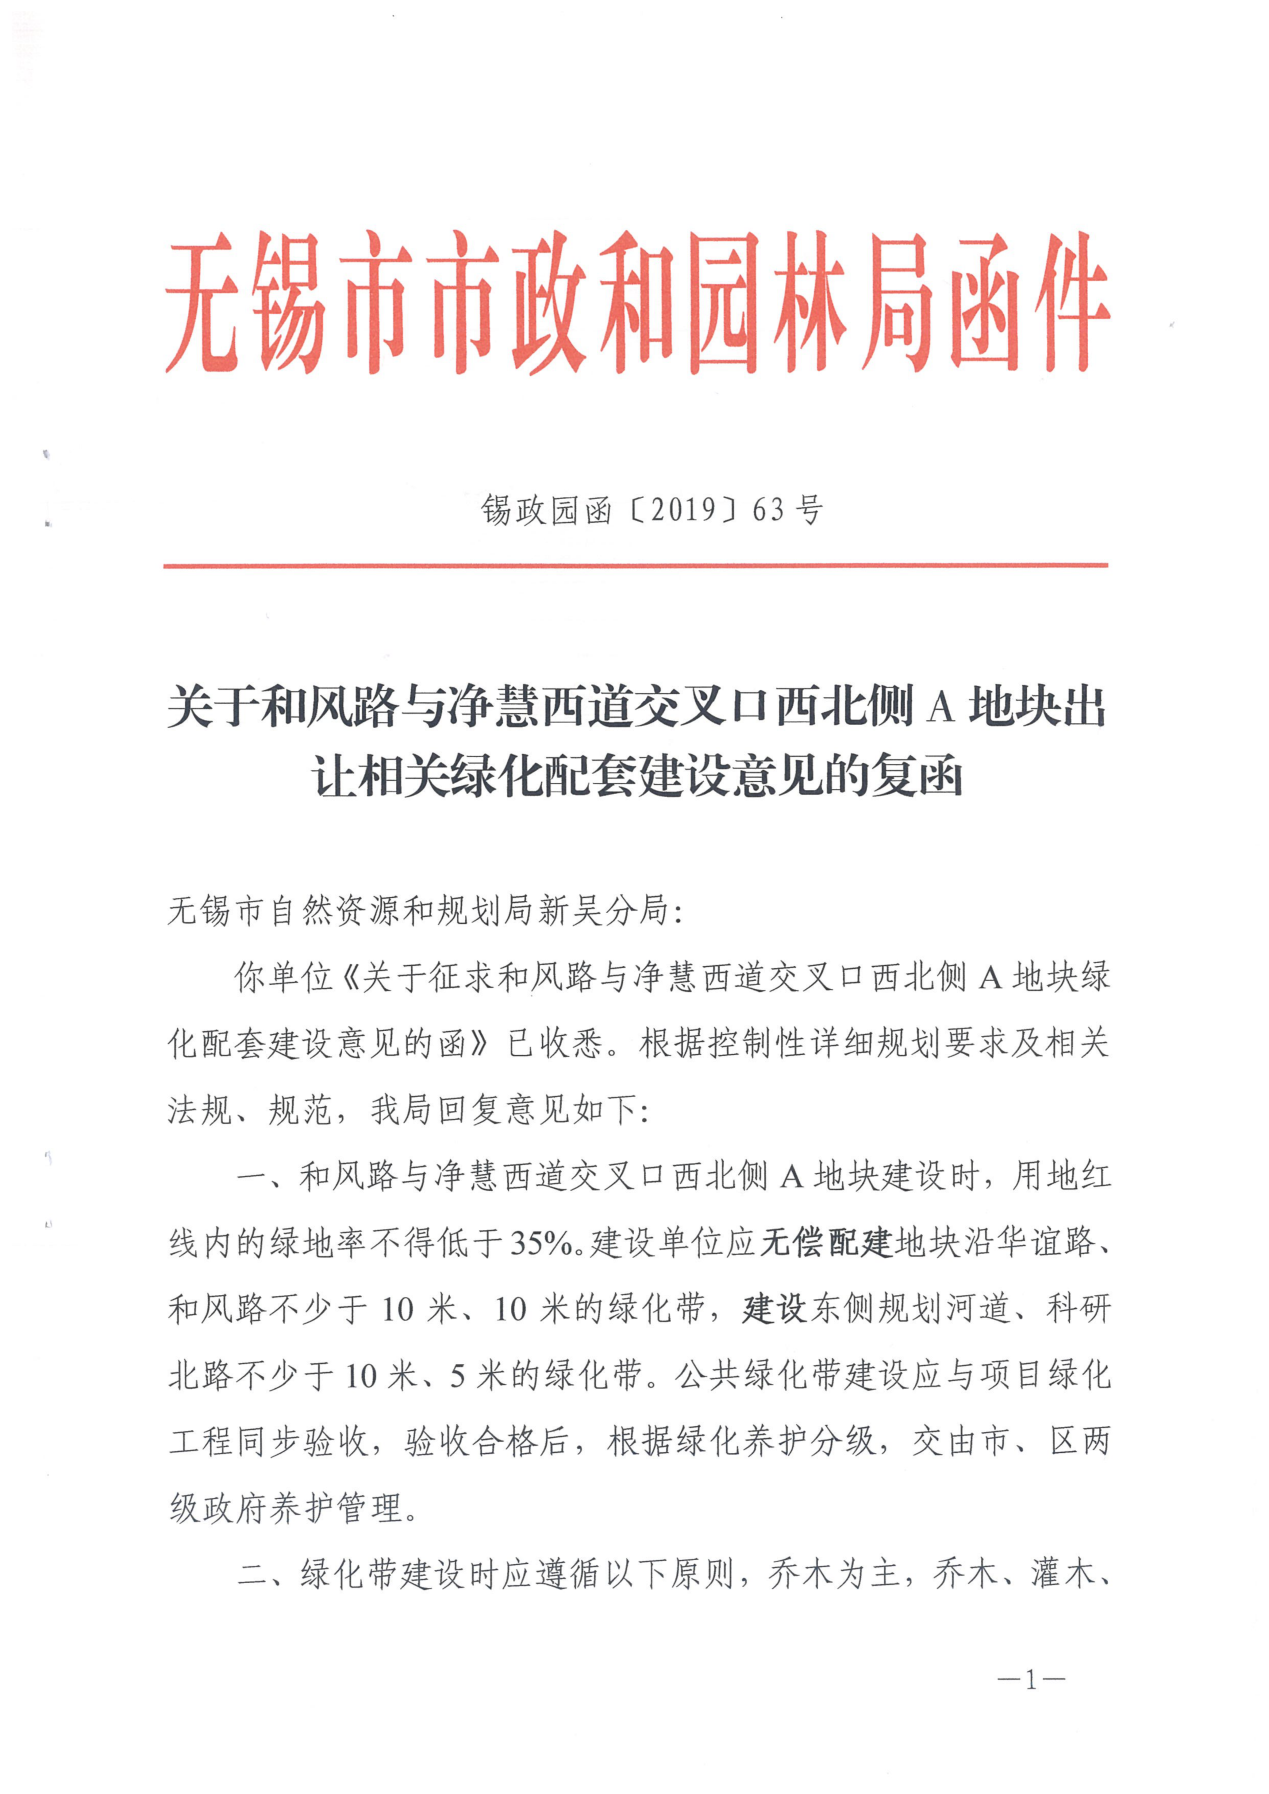 无锡市市政和园林局函件
锡政园函〔2019〕63号
关于和风路与净慧西道交叉口西北侧 A 地块出
让相关绿化配套建设意见的复函
无锡市自然资源和规划局新吴分局：
你单位《关于征求和风路与净慧西道交叉口西北侧 A 地块绿
化配套建设意见的函》已收悉。根据控制性详细规划要求及相关
法规、规范，我局回复意见如下：
一、和风路与净慧西道交叉口西北侧 A 地块建设时，用地红
线内的绿地率不得低于 35%。建设单位应无偿配建地块沿华谊路、
和风路不少于 10 米、10 米的绿化带，建设东侧规划河道、科研
北路不少于 10 米、5 米的绿化带。公共绿化带建设应与项目绿化
工程同步验收，验收合格后，根据绿化养护分级，交由市、区两
级政府养护管理。
二、绿化带建设时应遵循以下原则，乔木为主，乔木、灌木、
—1—